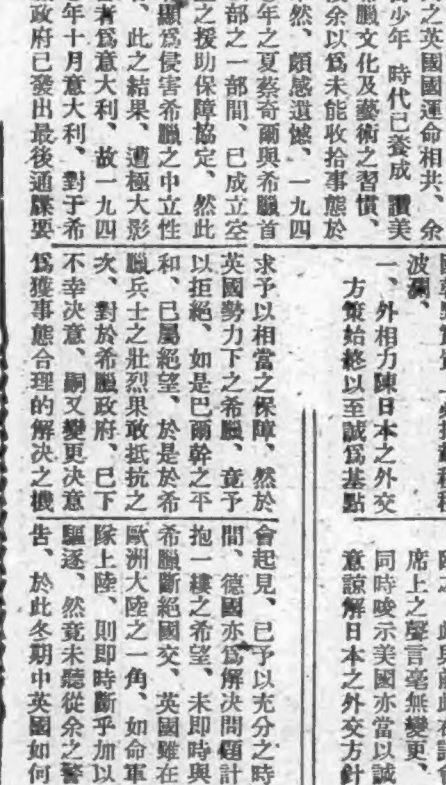 之英國國運命相共、余
少年 時代已養成 讚美
臘文化及藝術之習慣、
余以爲未能收拾事態於
然、頗感遺憾、一九四
年之夏蔡奇爾與希臘首
部之一部間、已成立空
之援助保障協定、然此
顯爲侵害希臘之中立性
、此之結果、遭極大影
者爲意大利、故一九四
年十月意大利、對于希
政府已發出最後通牒要
求予以相當之保障、然於
英國勢力下之希臘、竟予
以拒絕、如是巴爾幹之平
和、已屬絕望、於是於希
臘兵士之壯烈果敢抵抗之
次、對於希臘政府、已下
不幸決意、嗣又變更決意
爲獲事態合理的解決之機
會起見、已予以充分之時
間、德國亦爲解決問題計
抱一縷之希望、未即時與
希臘斷絕國交、英國雖在
歐洲大陸之一角、如命軍
隊上陸、則即時斷乎加以
驅逐、然竟未聽從余之警
告、於此冬期中英國如何
波瀾、
一、外相力陳日本之外交
方策始終以至誠爲基點
席上之聲言毫無變更、
同時唆示美國亦當以誠
意諒解日本之外交方針